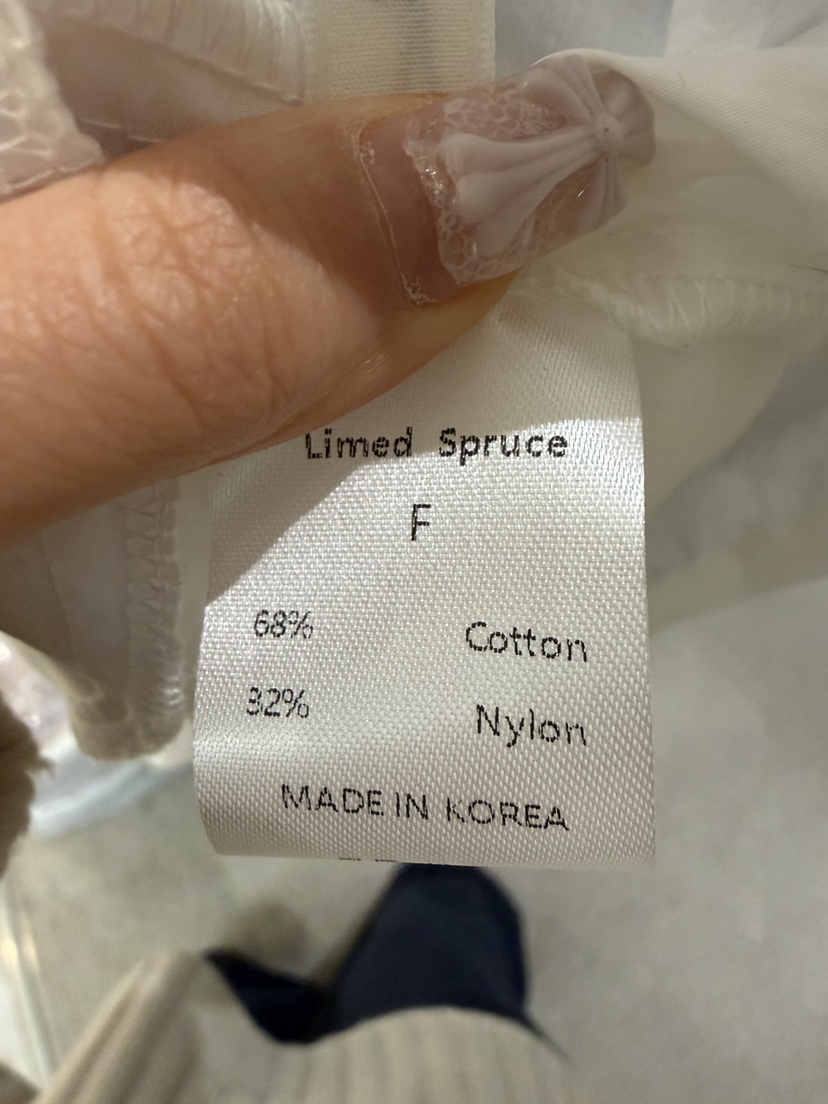 Limed Spruce
F
68% Cotton
32% Nylon
MADE IN KOREA